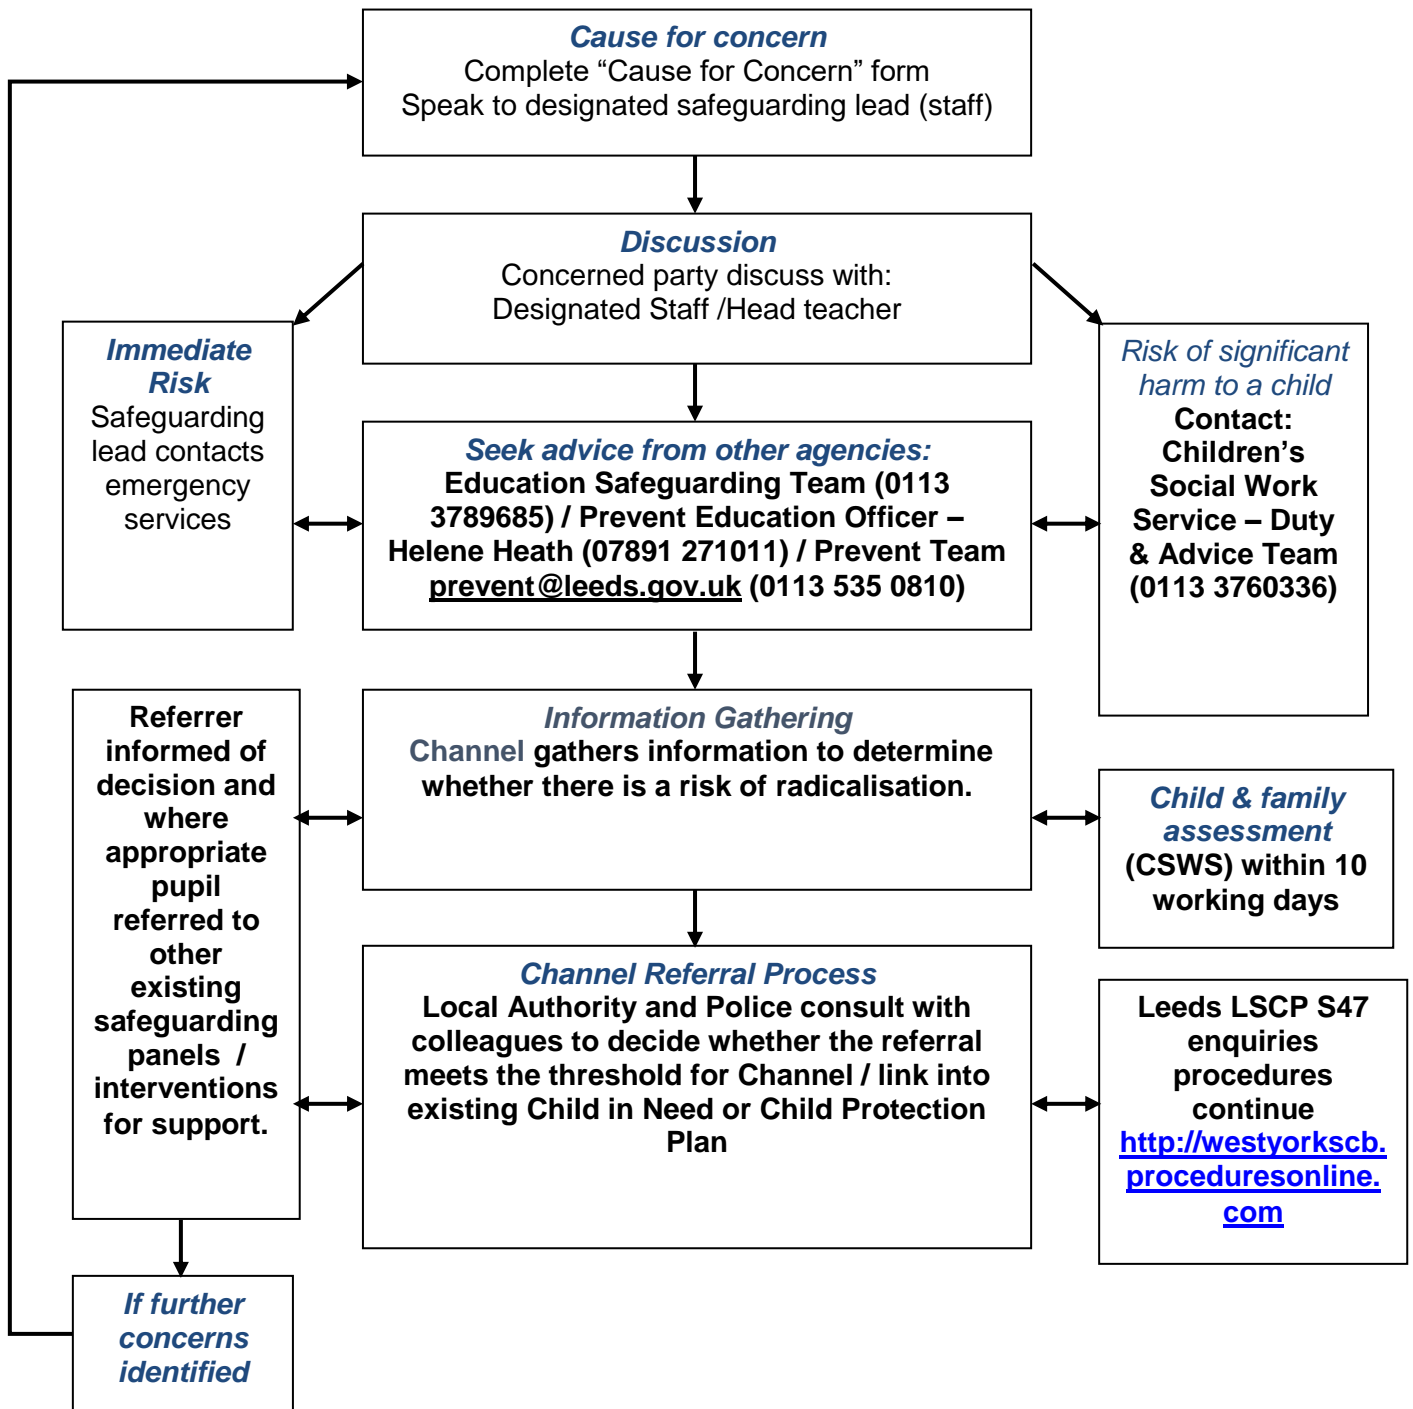 Cause for concern
Complete “Cause for Concern” form
Speak to designated safeguarding lead (staff)
Discussion
Concerned party discuss with:
Designated Staff /Head teacher
Immediate
Risk
Safeguarding
lead contacts
emergency
services
Seek advice from other agencies:
Education Safeguarding Team (0113
3789685) / Prevent Education Officer –
Helene Heath (07891 271011) / Prevent Team
prevent@leeds.gov.uk (0113 535 0810)
Risk of significant
harm to a child
Contact:
Children’s
Social Work
Service – Duty
& Advice Team
(0113 3760336)
Referrer
informed of
decision and
where
appropriate
pupil
referred to
other
existing
safeguarding
panels /
interventions
for support.
Information Gathering
Channel gathers information to determine
whether there is a risk of radicalisation.
Child & family
assessment
(CSWS) within 10
working days
Channel Referral Process
Local Authority and Police consult with
colleagues to decide whether the referral
meets the threshold for Channel / link into
existing Child in Need or Child Protection
Plan
Leeds LSCP S47
enquiries
procedures
continue
http://westyorkscb.
proceduresonline.
com
If further
concerns
identified